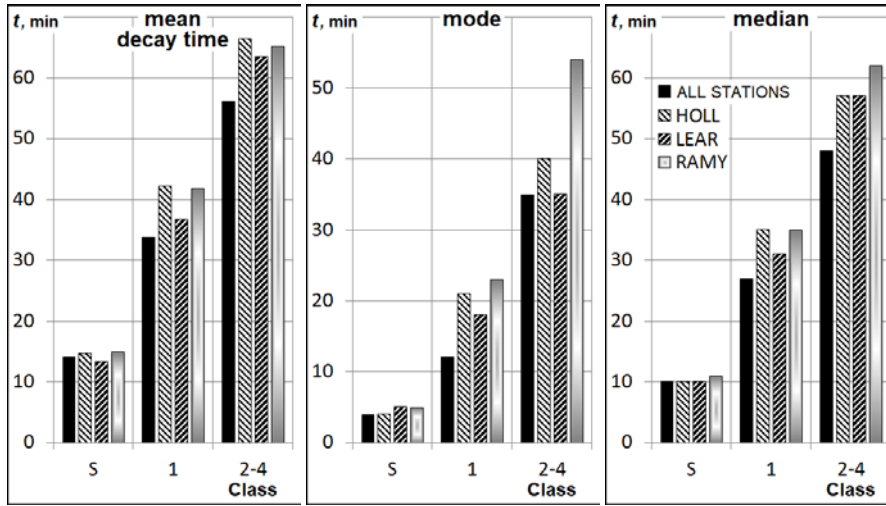 t, min
mean
decay time
60
50
40
30
20
10
0
S 1 2-4
Class
t, min
mode
50
40
30
20
10
0
S 1 2-4
Class
t, min
median
60
50
40
30
20
10
0
ALL STATIONS
HOLL
LEAR
RAMY
S 1 2-4
Class